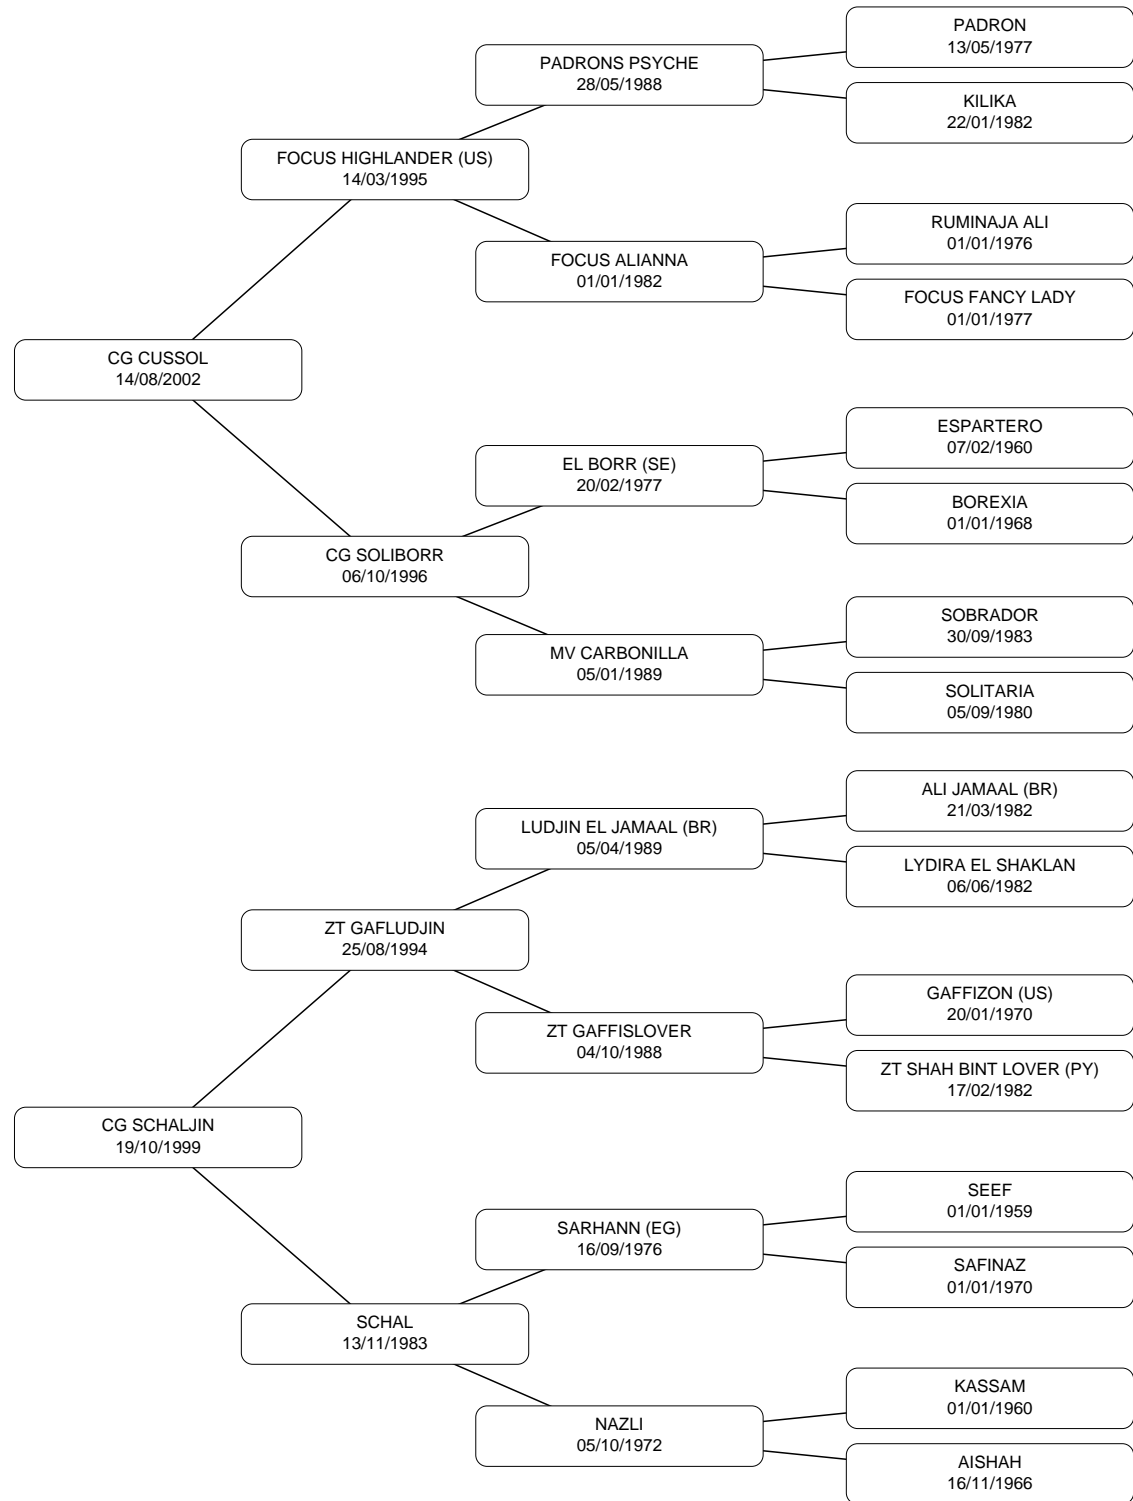 PADRON
13/05/1977
PADRONS PSYCHE
28/05/1988
KILIKA
22/01/1982
FOCUS HIGHLANDER (US)
14/03/1995
RUMINAJA ALI
01/01/1976
FOCUS ALIANNA
01/01/1982
FOCUS FANCY LADY
01/01/1977
CG CUSSOL
14/08/2002
ESPARTERO
07/02/1960
EL BORR (SE)
20/02/1977
BOREXIA
01/01/1968
CG SOLIBORR
06/10/1996
SOBRADOR
30/09/1983
MV CARBONILLA
05/01/1989
SOLITARIA
05/09/1980
ALI JAMAAL (BR)
21/03/1982
LUDJIN EL JAMAAL (BR)
05/04/1989
LYDIRA EL SHAKLAN
06/06/1982
ZT GAFLUDJIN
25/08/1994
GAFFIZON (US)
20/01/1970
ZT GAFFISLOVER
04/10/1988
ZT SHAH BINT LOVER (PY)
17/02/1982
CG SCHALJIN
19/10/1999
SEEF
01/01/1959
SARHANN (EG)
16/09/1976
SAFINAZ
01/01/1970
SCHAL
13/11/1983
KASSAM
01/01/1960
NAZLI
05/10/1972
AISHAH
16/11/1966